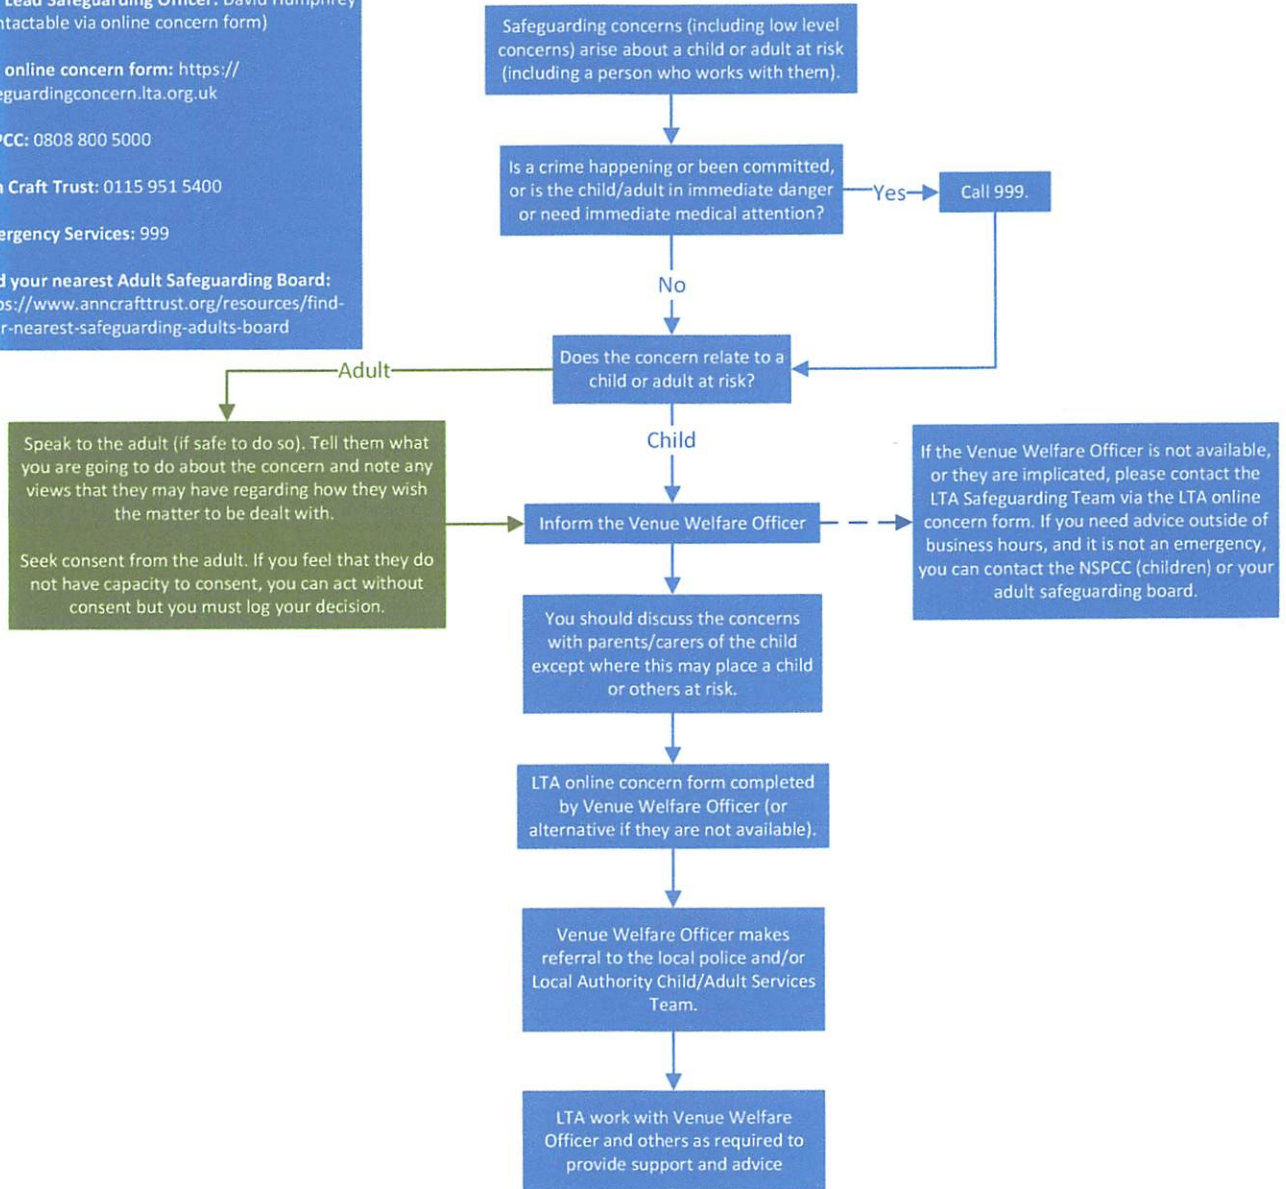 Lead Safeguarding Officer: David Humphrey
ntactable via online concern form)
online concern form: https://
eguardingconcern.lta.org.uk
PCC: 0808 800 5000
n Craft Trust: 0115 951 5400
ergency Services: 999
d your nearest Adult Safeguarding Board:
ps://www.anncrafttrust.org/resources/find-
r-nearest-safeguarding-adults-board
Safeguarding concerns (including low level
concerns) arise about a child or adult at risk
(including a person who works with them).
Is a crime happening or been committed,
or is the child/adult in immediate danger
or need immediate medical attention?
Yes
Call 999.
No
Does the concern relate to a
child or adult at risk?
Adult
Child
Speak to the adult (if safe to do so). Tell them what
you are going to do about the concern and note any
views that they may have regarding how they wish
the matter to be dealt with.
Seek consent from the adult. If you feel that they do
not have capacity to consent, you can act without
consent but you must log your decision.
Inform the Venue Welfare Officer
If the Venue Welfare Officer is not available,
or they are implicated, please contact the
LTA Safeguarding Team via the LTA online
concern form. If you need advice outside of
business hours, and it is not an emergency,
you can contact the NSPCC (children) or your
adult safeguarding board.
You should discuss the concerns
with parents/carers of the child
except where this may place a child
or others at risk.
LTA online concern form completed
by Venue Welfare Officer (or
alternative if they are not available).
Venue Welfare Officer makes
referral to the local police and/or
Local Authority Child/Adult Services
Team.
LTA work with Venue Welfare
Officer and others as required to
provide support and advice